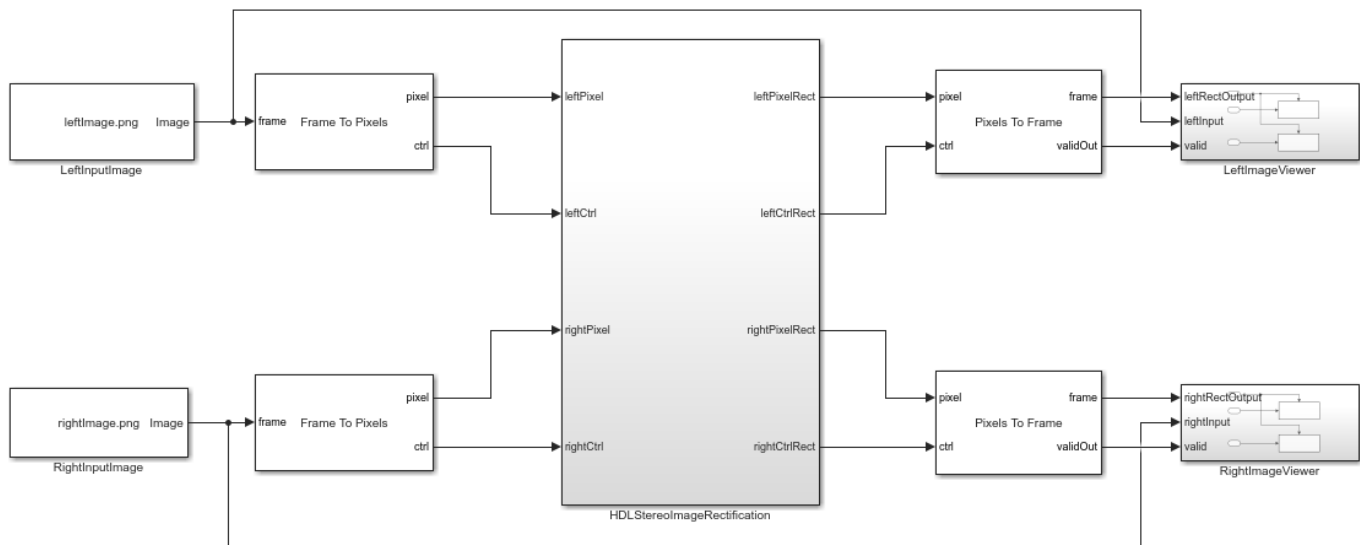 leftImage.png Image
LeftInputImage
frame Frame To Pixels pixel
ctrl
leftPixel leftPixelRect
leftCtrl leftCtrlRect
rightPixel rightPixelRect
rightCtrl rightCtrlRect
HDLStereoImageRectification
pixel Pixels To Frame frame
ctrl validOut
leftRectOutput
leftInput
valid
LeftImageViewer
rightImage.png Image
RightInputImage
frame Frame To Pixels pixel
ctrl
pixel Pixels To Frame frame
ctrl validOut
rightRectOutput
rightInput
valid
RightImageViewer